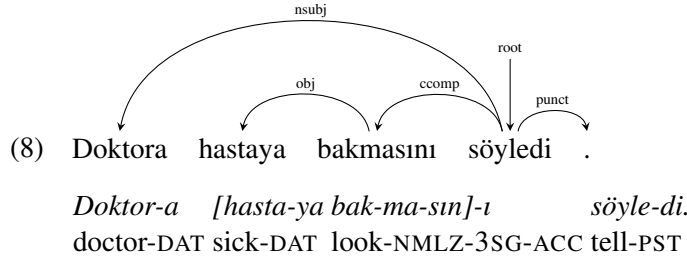 nsubj
root
obj
ccomp
punct
(8) Doktora hastaya bakmasını söyledi .
Doktor-a [hasta-ya bak-ma-sın]-ı söyle-di.
doctor-DAT sick-DAT look-NMLZ-3SG-ACC tell-PST